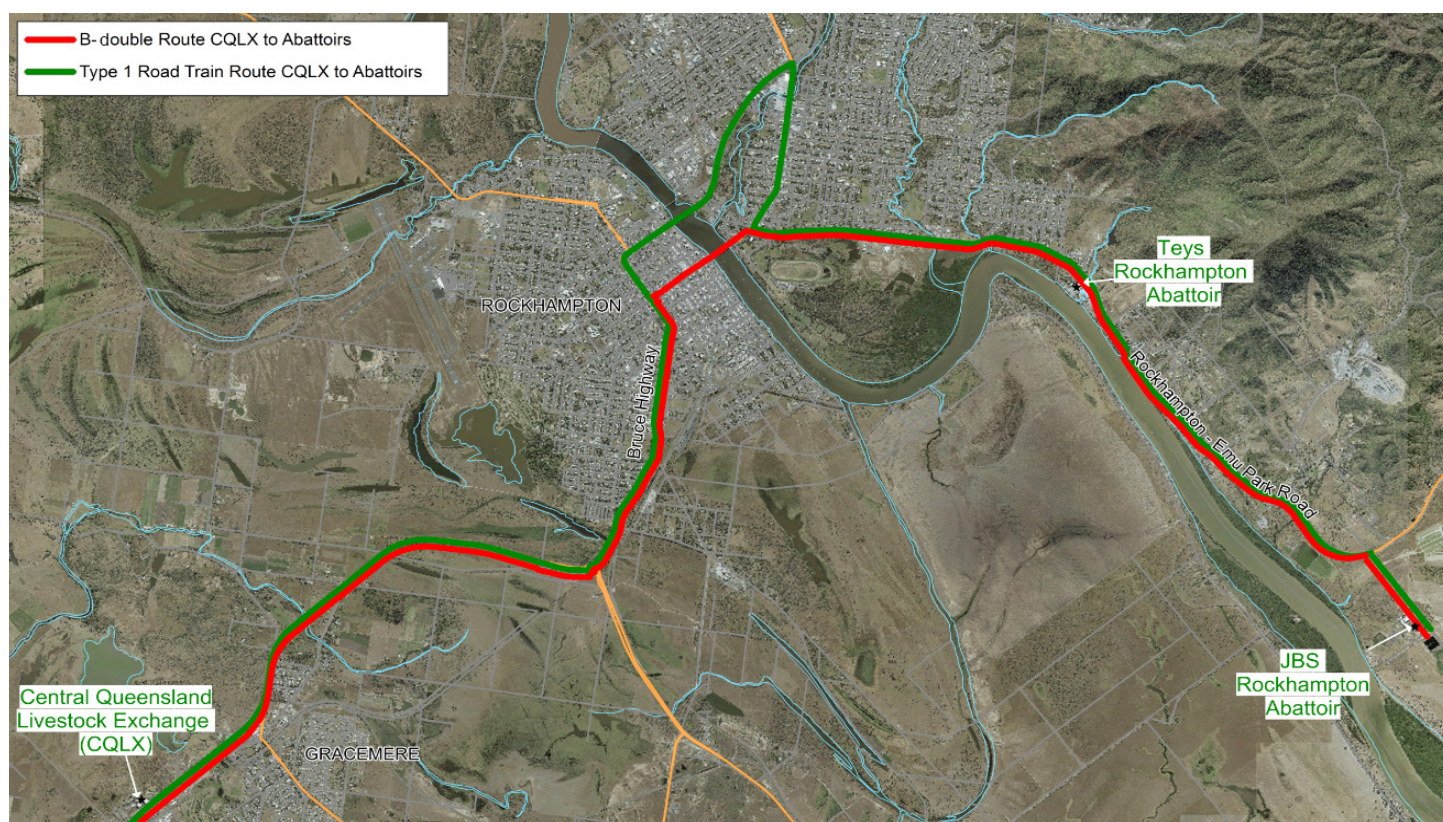 B-double Route CQLX to Abattoirs
Type 1 Road Train Route CQLX to Abattoirs
Teys
Rockhampton
Abattoir
ROCKHAMPTON
Bruce Highway
Rockhampton - Emu Park Road
JBS
Rockhampton
Abattoir
Central Queensland
Livestock Exchange
(CQLX)
GRACEMERE